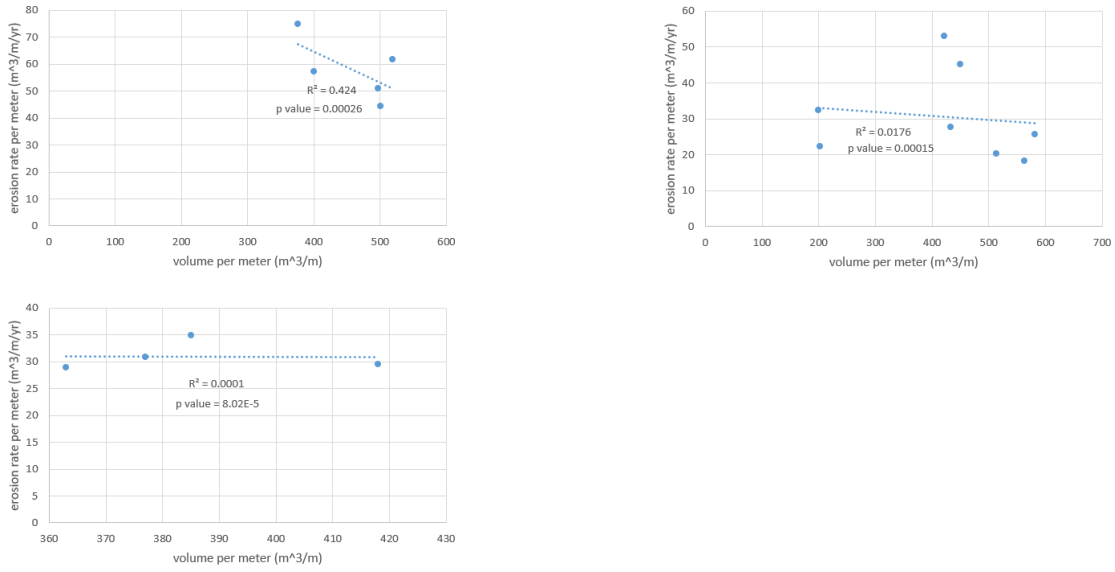 80
70
60
50
40
30
20
10
0
erosion rate per meter (m^3/m/yr)
R² = 0.424
p value = 0.00026
0 100 200 300 400 500 600
volume per meter (m^3/m)
60
50
40
30
20
10
0
erosion rate per meter (m^3/m/yr)
R² = 0.0176
p value = 0.00015
0 100 200 300 400 500 600 700
volume per meter (m^3/m)
40
35
30
25
20
15
10
5
0
erosion rate per meter (m^3/m/yr)
R² = 0.0001
p value = 8.02E-5
360 370 380 390 400 410 420 430
volume per meter (m^3/m)